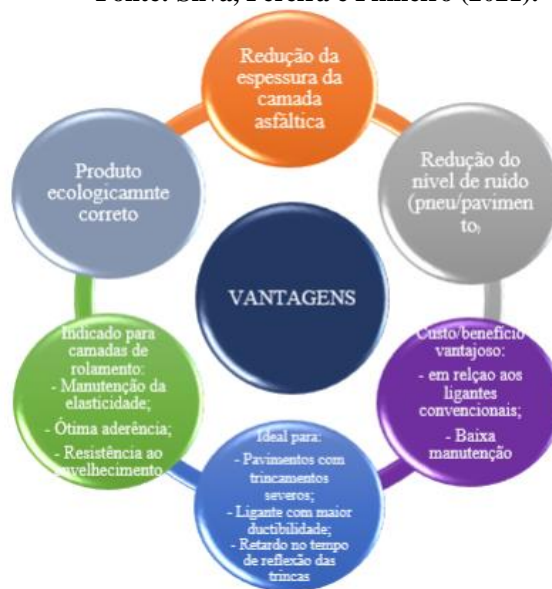 Fonte: Silva, Pereira e Pinheiro (2021).
Redução da
espessura da
camada
asfáltica
Redução do
nível de ruído
(pneu/pavime
nto)
Custo/benefício
vantajoso:
- em relçao aos
ligantes
convencionais;
- Baixa
manutenção
Ideal para:
- Pavimentos com
trincamentos
severos;
- Ligante com maior
ductibilidade;
- Retardo no tempo
de reflexão das
trincas
Indicado para
camadas de
rolamento:
- Manutenção da
elasticidade;
- Ótima aderência;
- Resistência ao
envelhecimento
Produto
ecologicamnte
correto
VANTAGENS